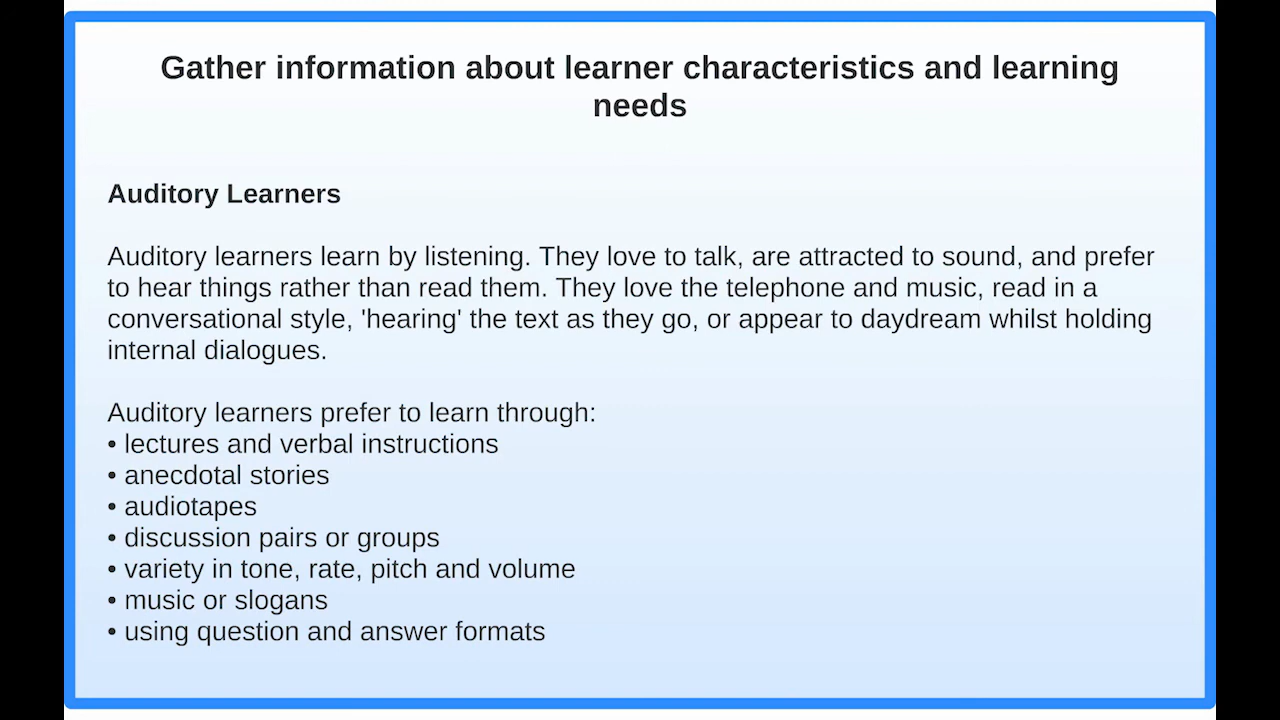 Gather information about learner characteristics and learning
needs
Auditory Learners
Auditory learners learn by listening. They love to talk, are attracted to sound, and prefer
to hear things rather than read them. They love the telephone and music, read in a
conversational style, 'hearing' the text as they go, or appear to daydream whilst holding
internal dialogues.
Auditory learners prefer to learn through:
• lectures and verbal instructions
• anecdotal stories
• audiotapes
• discussion pairs or groups
• variety in tone, rate, pitch and volume
• music or slogans
• using question and answer formats